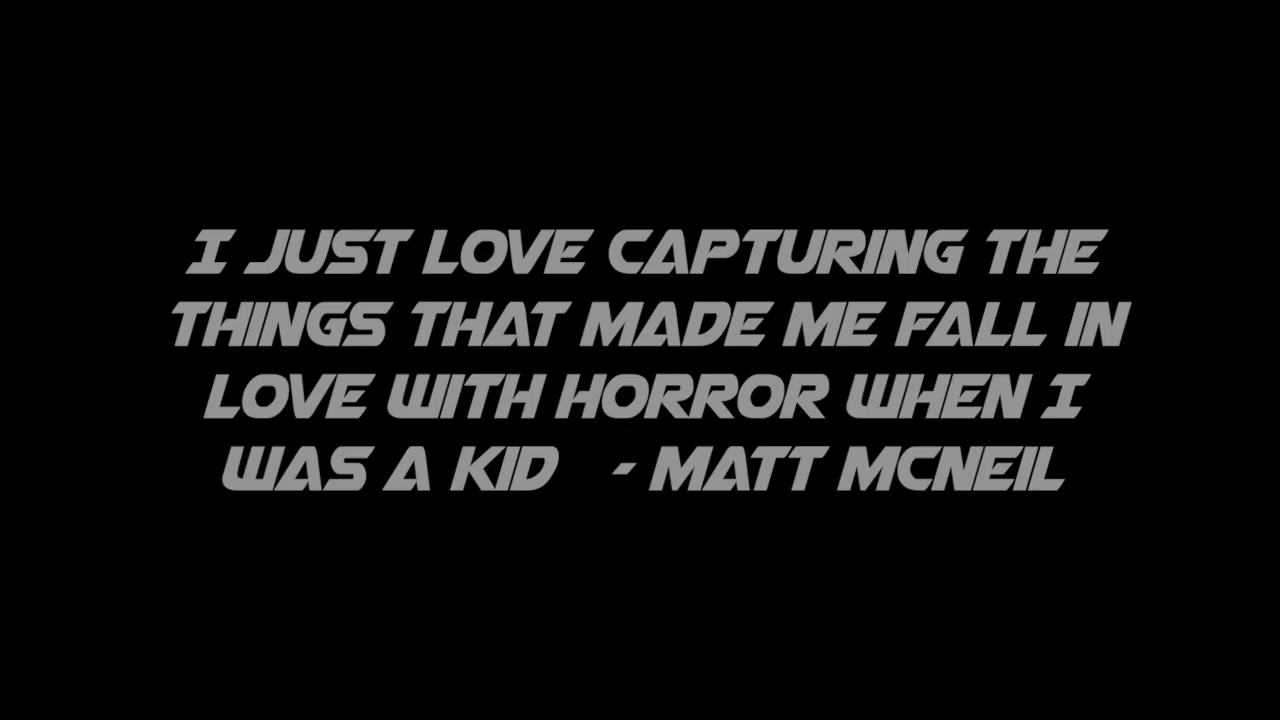 I JUST LOVE CAPTURING THE
THINGS THAT MADE ME FALL IN
LOVE WITH HORROR WHEN I
WAS A KID - MATT MCNEIL